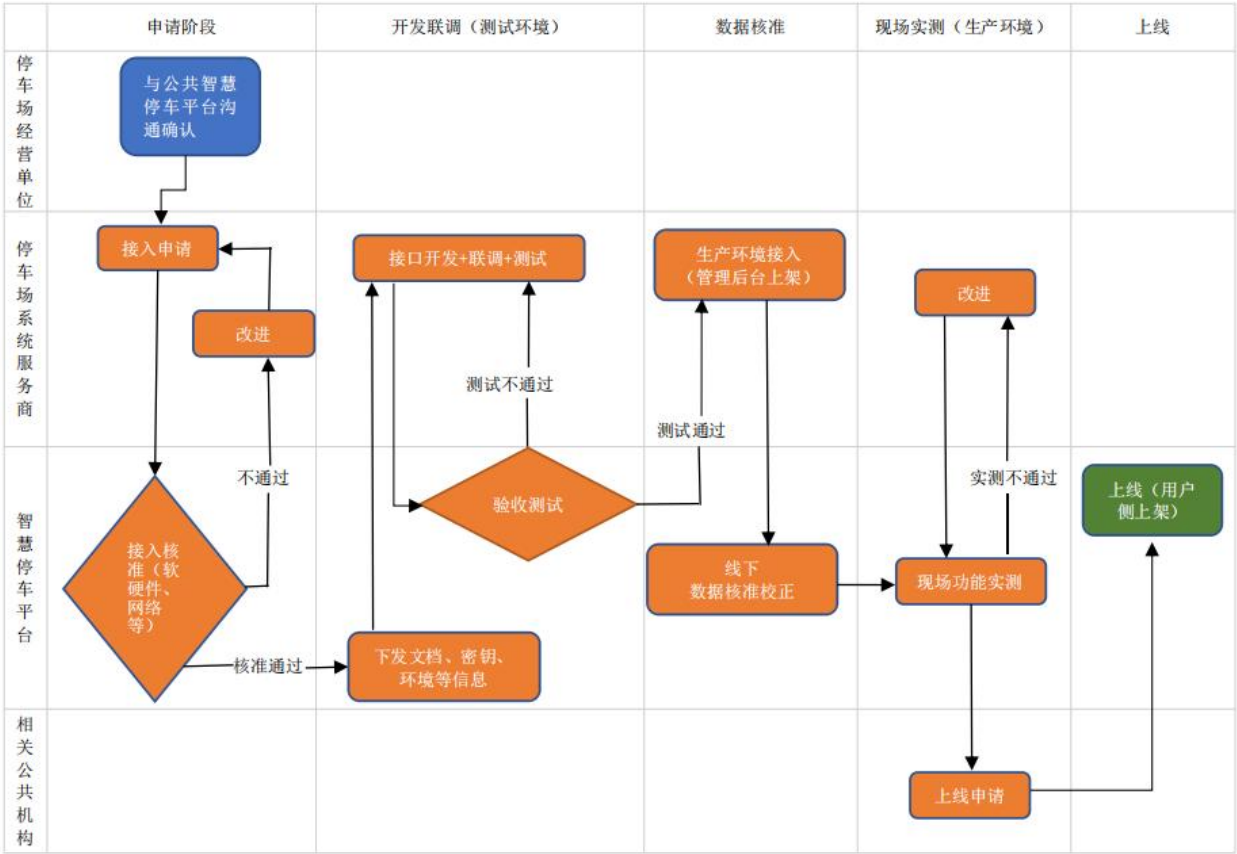 申请阶段
开发联调（测试环境）
数据核准
现场实测（生产环境）
上线
停车场经营单位
与公共智慧
停车平台沟
通确认
停车场系统服务商
接入申请
改进
接口开发+联调+测试
测试不通过
生产环境接入
（管理后台上架）
测试通过
改进
智慧停车平台
不通过
接入核
准（软
硬件、
网络
等）
核准通过
验收测试
下发文档、密钥、
环境等信息
线下
数据核准校正
实测不通过
现场功能实测
上线（用户
侧上架）
相关公共机构
上线申请